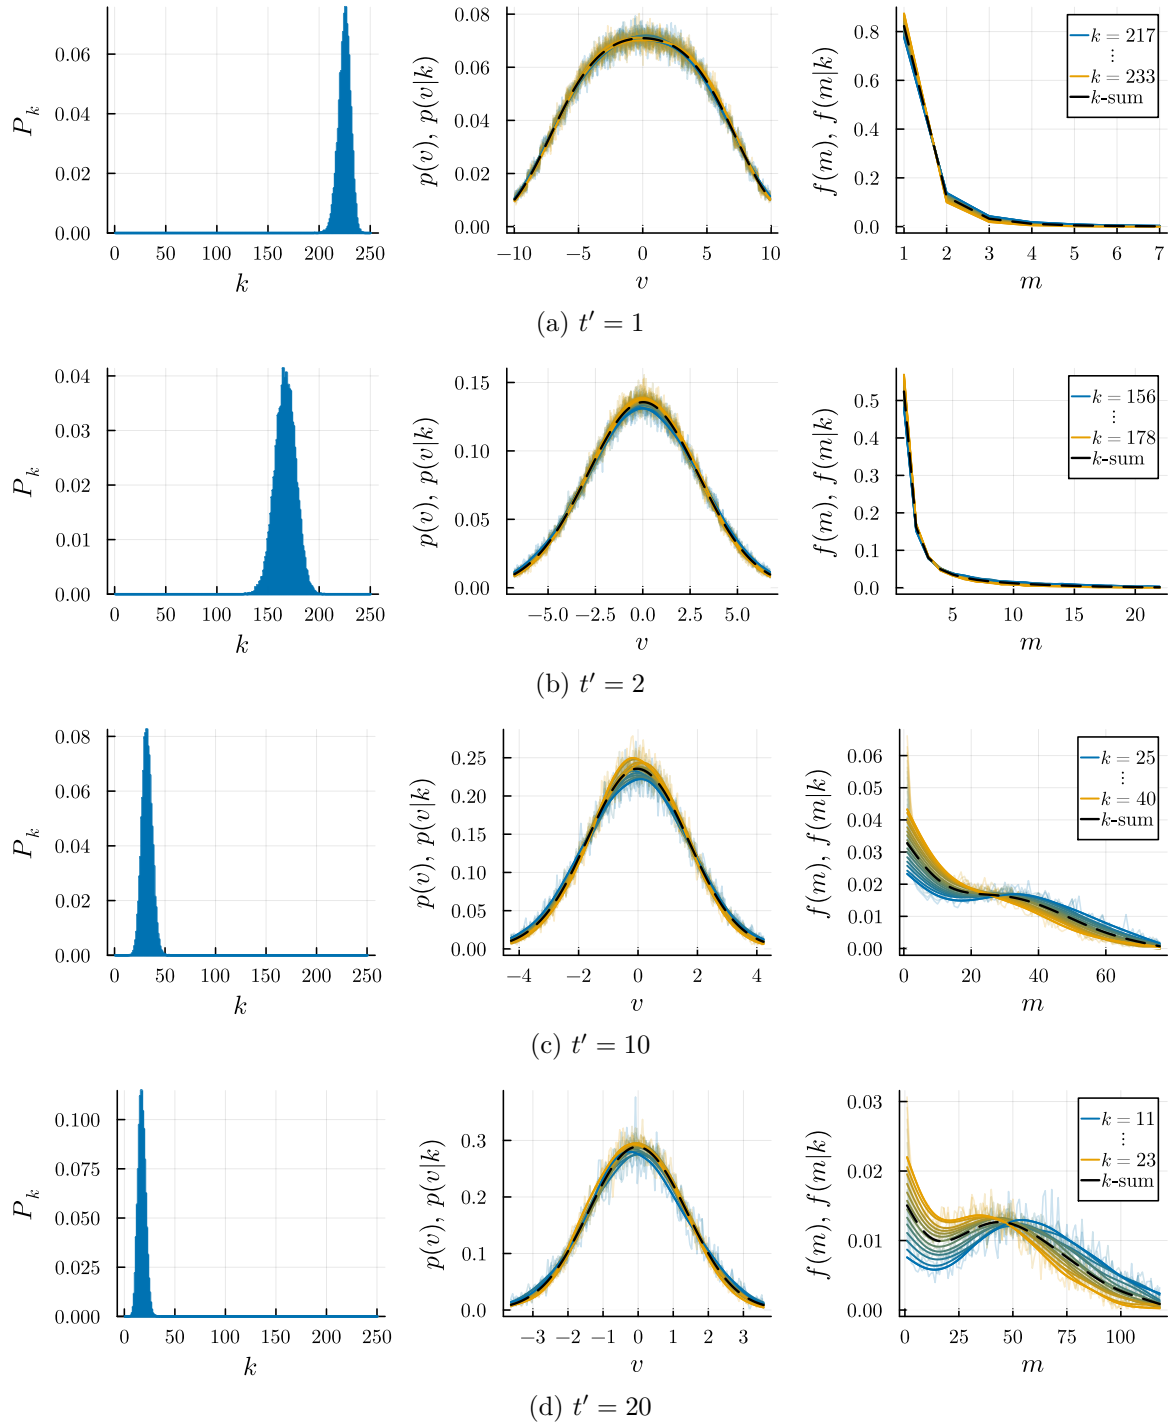 P_k
0.00
0.02
0.04
0.06
0 50 100 150 200 250
k
p(v), p(v|k)
0.00
0.02
0.04
0.06
0.08
−10 −5 0 5 10
v
f(m), f(m|k)
0.0
0.2
0.4
0.6
0.8
1 2 3 4 5 6 7
m
k = 217
⋮
k = 233
k-sum
(a) t′ = 1
P_k
0.00
0.01
0.02
0.03
0.04
0 50 100 150 200 250
k
p(v), p(v|k)
0.00
0.05
0.10
0.15
−5.0 −2.5 0.0 2.5 5.0
v
f(m), f(m|k)
0.0
0.1
0.2
0.3
0.4
0.5
5 10 15 20
m
k = 156
⋮
k = 178
k-sum
(b) t′ = 2
P_k
0.00
0.02
0.04
0.06
0.08
0 50 100 150 200 250
k
p(v), p(v|k)
0.00
0.05
0.10
0.15
0.20
0.25
−4 −2 0 2 4
v
f(m), f(m|k)
0.00
0.01
0.02
0.03
0.04
0.05
0.06
0 20 40 60
m
k = 25
⋮
k = 40
k-sum
(c) t′ = 10
P_k
0.000
0.025
0.050
0.075
0.100
0 50 100 150 200 250
k
p(v), p(v|k)
0.0
0.1
0.2
0.3
−3 −2 −1 0 1 2 3
v
f(m), f(m|k)
0.00
0.01
0.02
0.03
0 25 50 75 100
m
k = 11
⋮
k = 23
k-sum
(d) t′ = 20